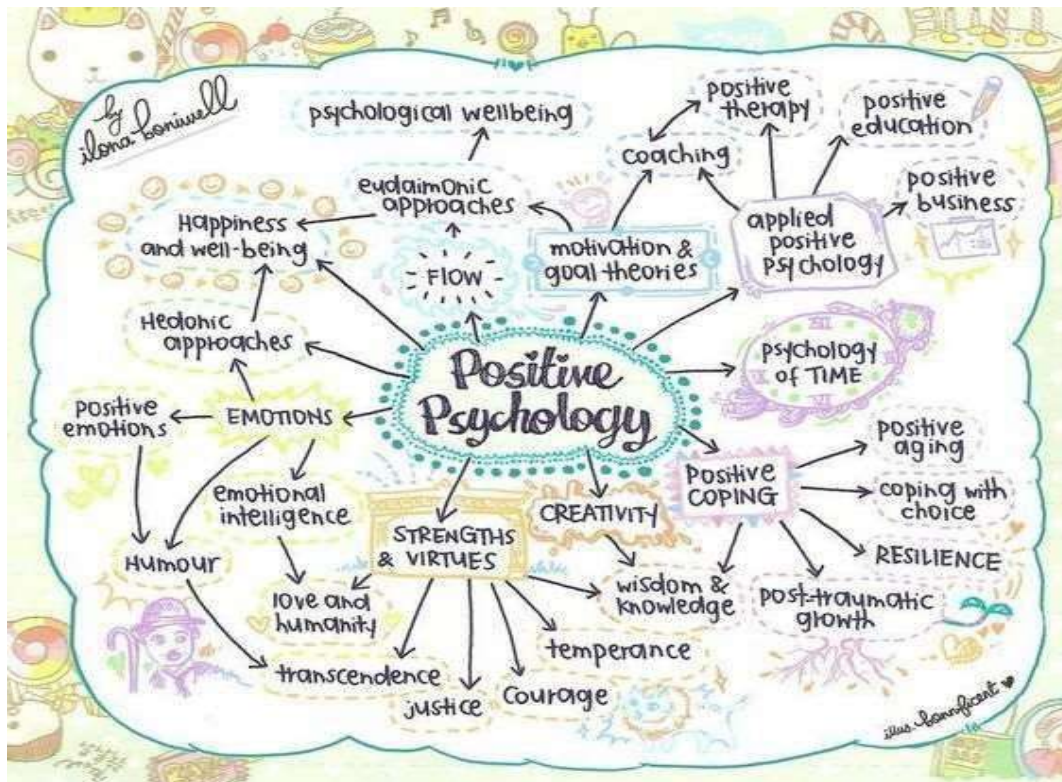 by
ilona boniwell
psychological wellbeing
positive
therapy
positive
education
coaching
eudaimonic
approaches
positive
business
Happiness
and well-being
motivation &
goal theories
applied
positive
psychology
FLOW
Hedonic
approaches
Positive
Psychology
psychology
of TIME
positive
emotions
EMOTIONS
positive
aging
emotional
intelligence
STRENGTHS
& VIRTUES
CREATIVITY
POSITIVE
COPING
coping with
choice
Humour
RESILIENCE
love and
humanity
wisdom &
knowledge
post-traumatic
growth
transcendence
temperance
justice
courage